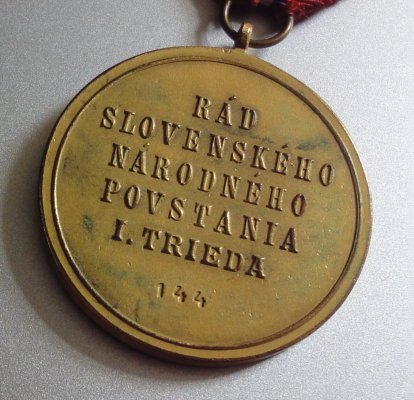 RÁD
SLOVENSKÉHO
NÁRODNÉHO
POVSTANIA
I. TRIEDA
144